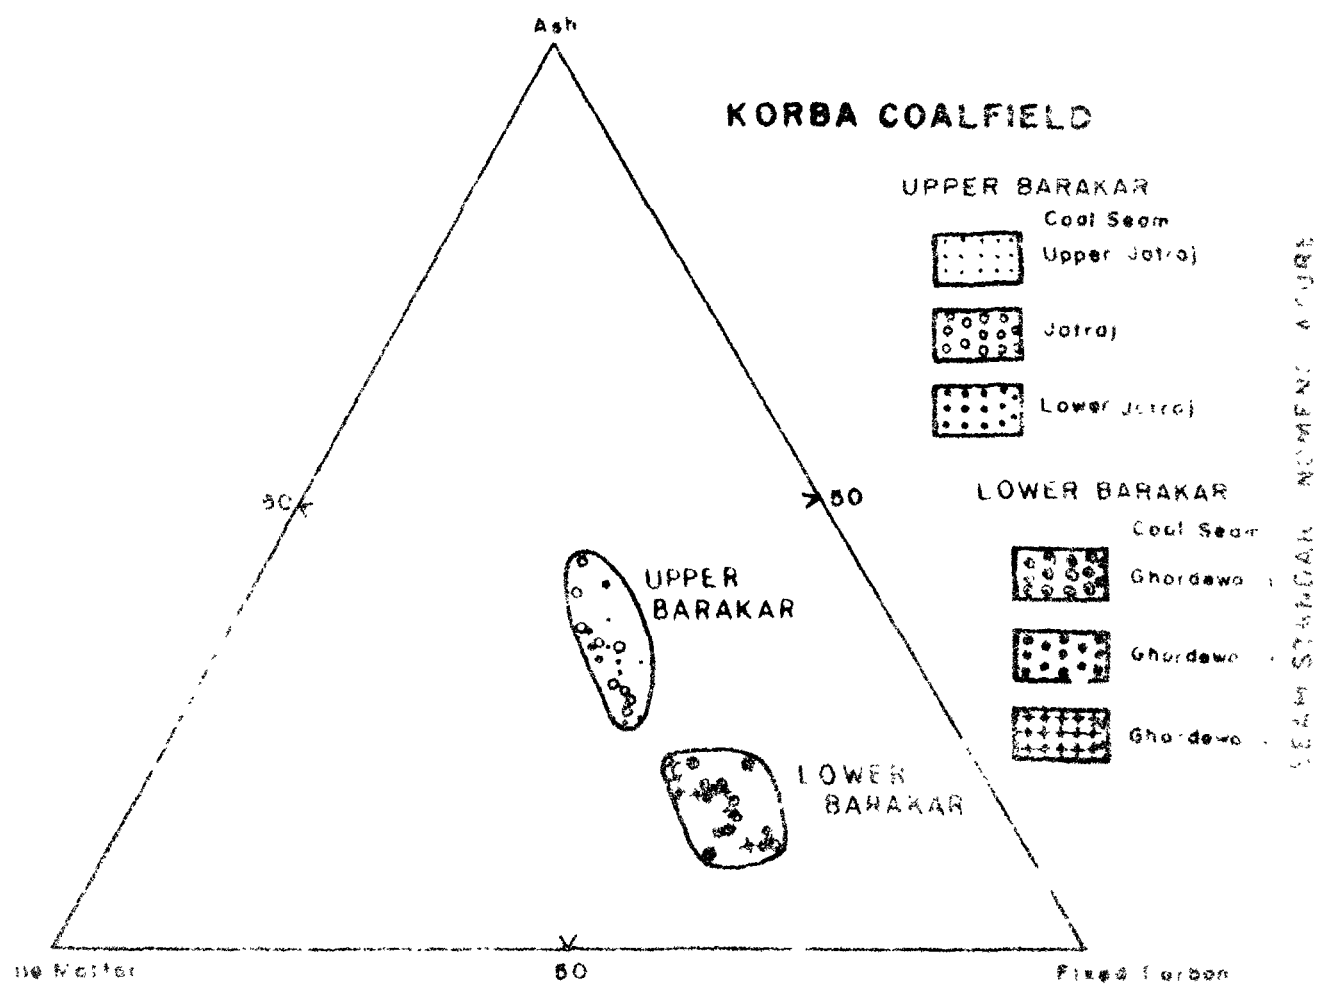 Ash
KORBA COALFIELD
UPPER BARAKAR
Coal Seam
Upper Jatraj
Jatraj
Lower Jatraj
50
50
LOWER BARAKAR
Coal Seam
Ghordewa
Ghordewa
Ghordewa
UPPER
BARAKAR
LOWER
BARAKAR
50
Fixed Carbon
SEAM